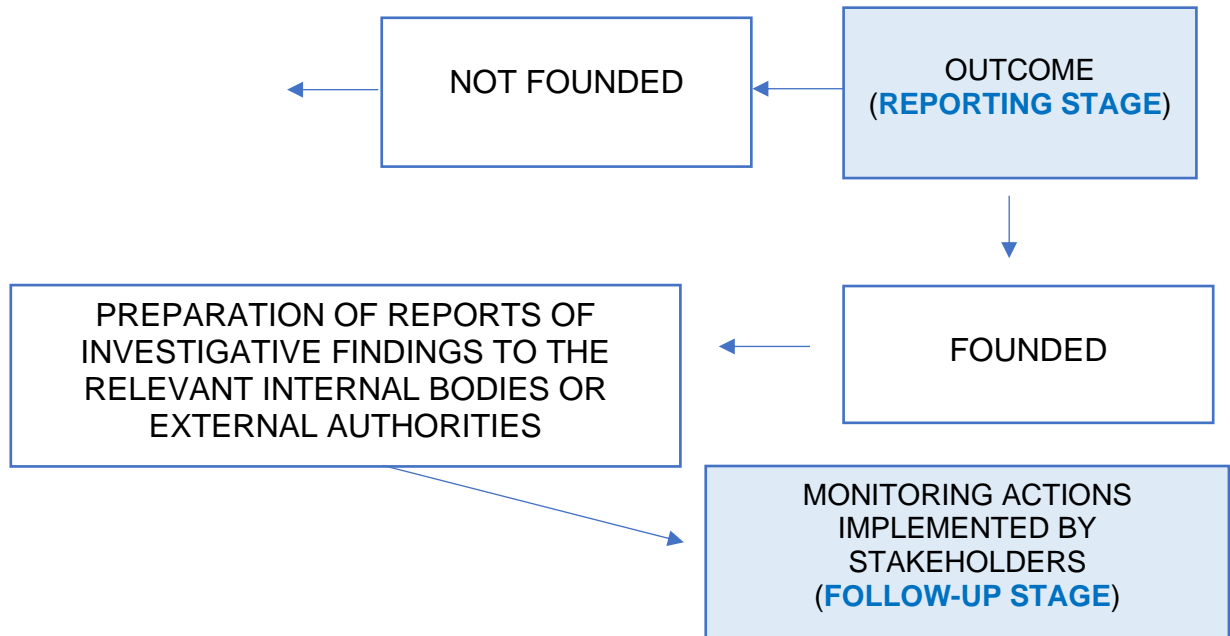 NOT FOUNDED
OUTCOME
(REPORTING STAGE)
PREPARATION OF REPORTS OF
INVESTIGATIVE FINDINGS TO THE
RELEVANT INTERNAL BODIES OR
EXTERNAL AUTHORITIES
FOUNDED
MONITORING ACTIONS
IMPLEMENTED BY
STAKEHOLDERS
(FOLLOW-UP STAGE)